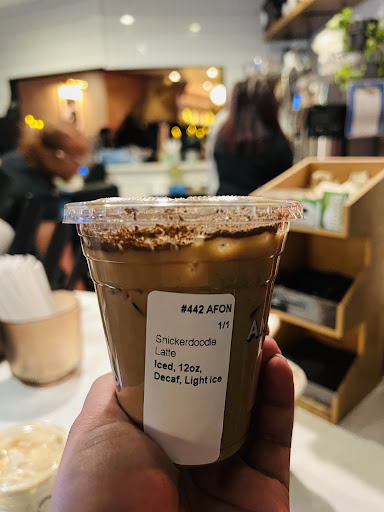 #442 AFON
1/1
Snickerdoodle
Latte
Iced, 12oz,
Decaf, Light ice